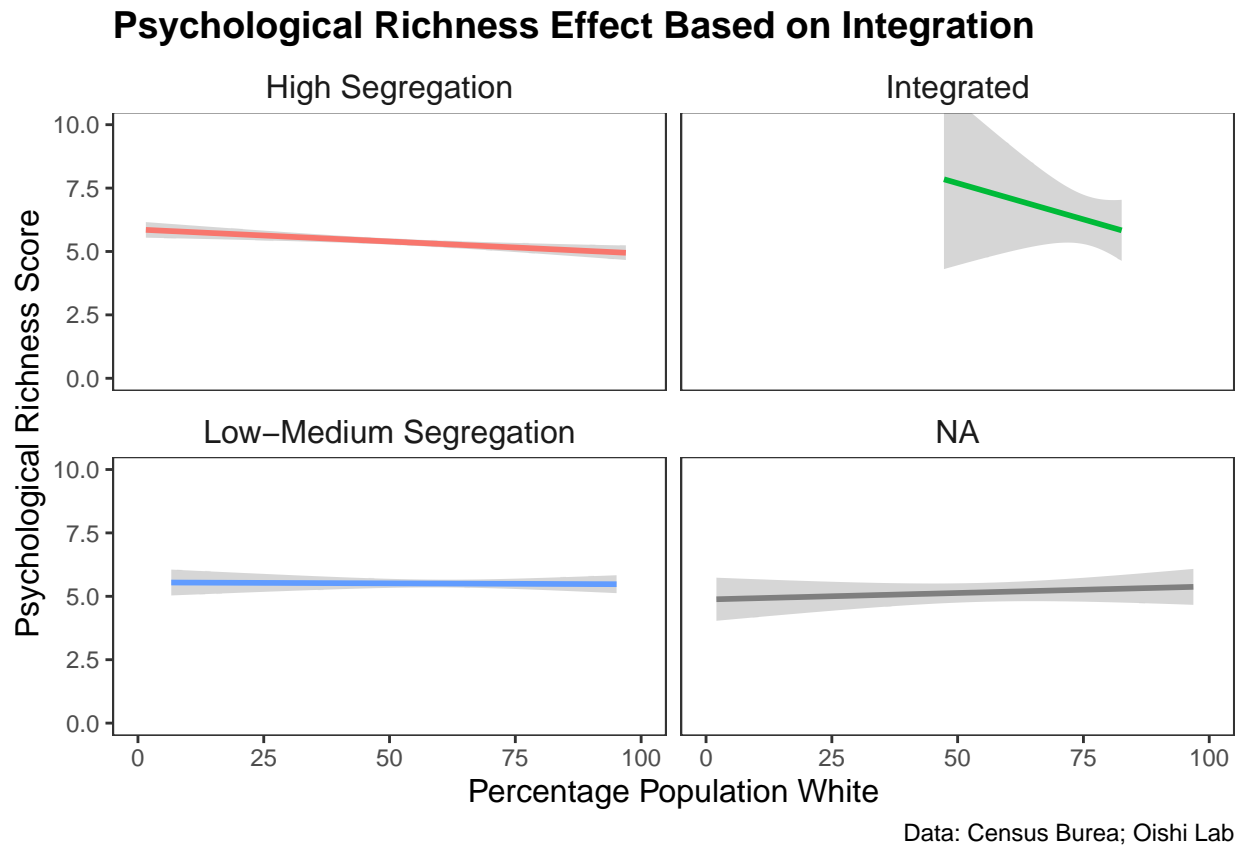 Psychological Richness Effect Based on Integration
High Segregation
Integrated
10.0
7.5
5.0
2.5
0.0
Low−Medium Segregation
NA
10.0
7.5
5.0
2.5
0.0
Psychological Richness Score
0 25 50 75 100
0 25 50 75 100
Percentage Population White
Data: Census Burea; Oishi Lab